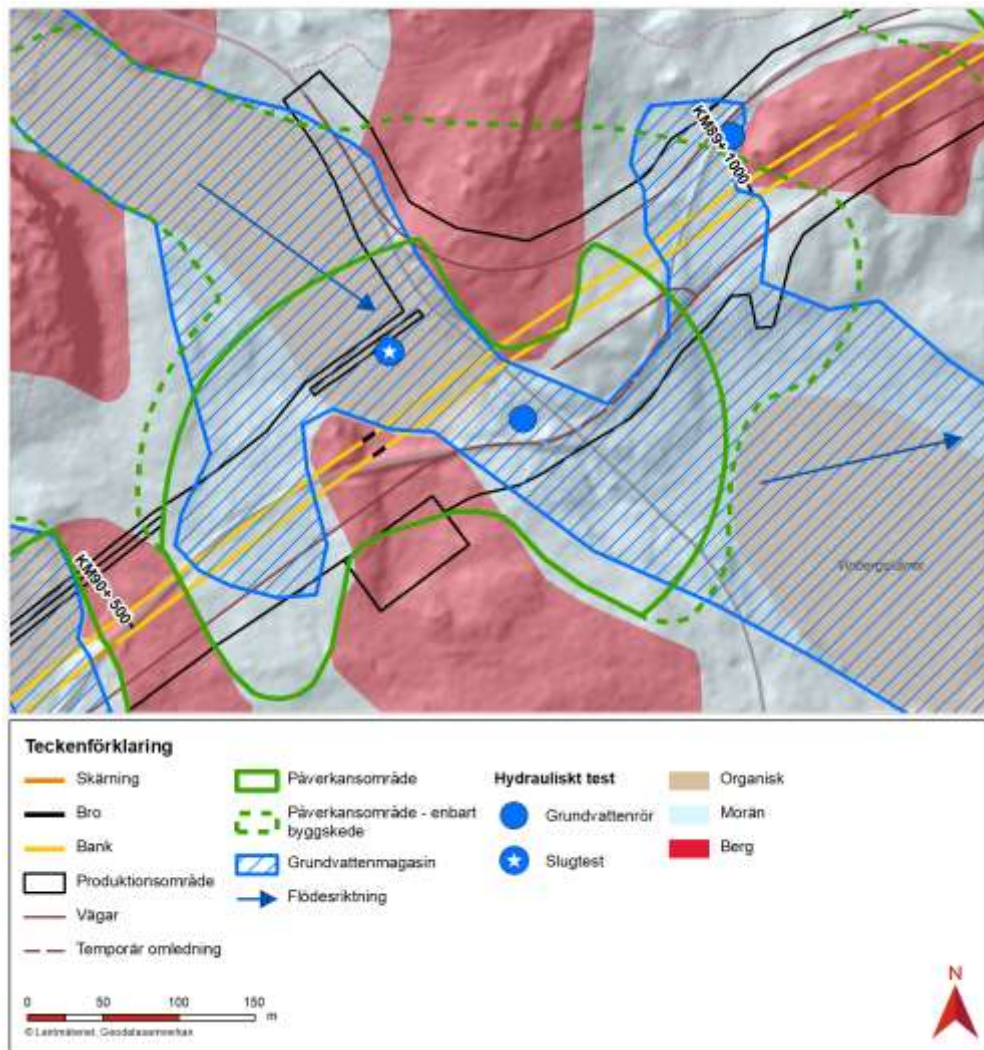 KM89+ 1000
KM90+ 500
Teckenförklaring
Skärning
Bro
Bank
Produktionsområde
Vägar
Temporär omledning
Påverkansområde
Påverkansområde - enbart
byggskede
Grundvattenmagasin
Flödesriktning
Hydrauliskt test
Grundvattenrör
Slugtest
Organisk
Morän
Berg
0 50 100 150
m
© Lantmäteriet, Geodatasamverkan
N